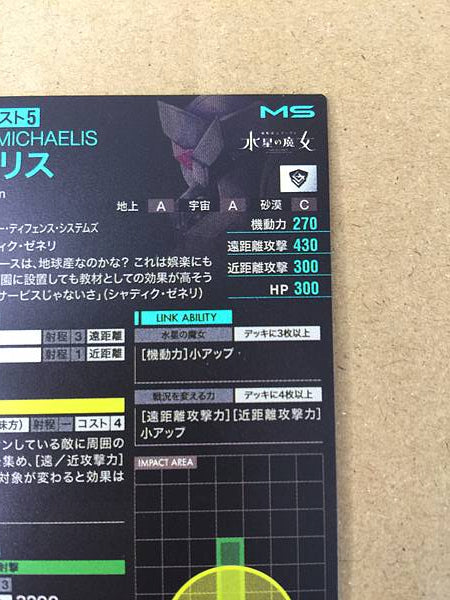 スト5
MS
MICHAELIS
水星の魔女
リス
n
地上 A 宇宙 A 砂漠 C
ー・ディフェンス・システムズ
機動力 270
ディク・ゼネリ
遠距離攻撃 430
ースは、地球産なのかな? これは娯楽にも
近距離攻撃 300
園に設置しても教材としての効果が高そう
サービスじゃないさ」(シャディク・ゼネリ)
HP 300
LINK ABILITY
水星の魔女 デッキに3枚以上
射程 3 遠距離
[機動力]小アップ
射程 1 近距離
戦況を変える力 デッキに4枚以上
味方) 射程 ー コスト 4
[遠距離攻撃力][近距離攻撃力]
小アップ
ンしている敵に周囲の
を集め、[遠/近攻撃力]
対象が変わると効果は
IMPACT AREA
射撃
3